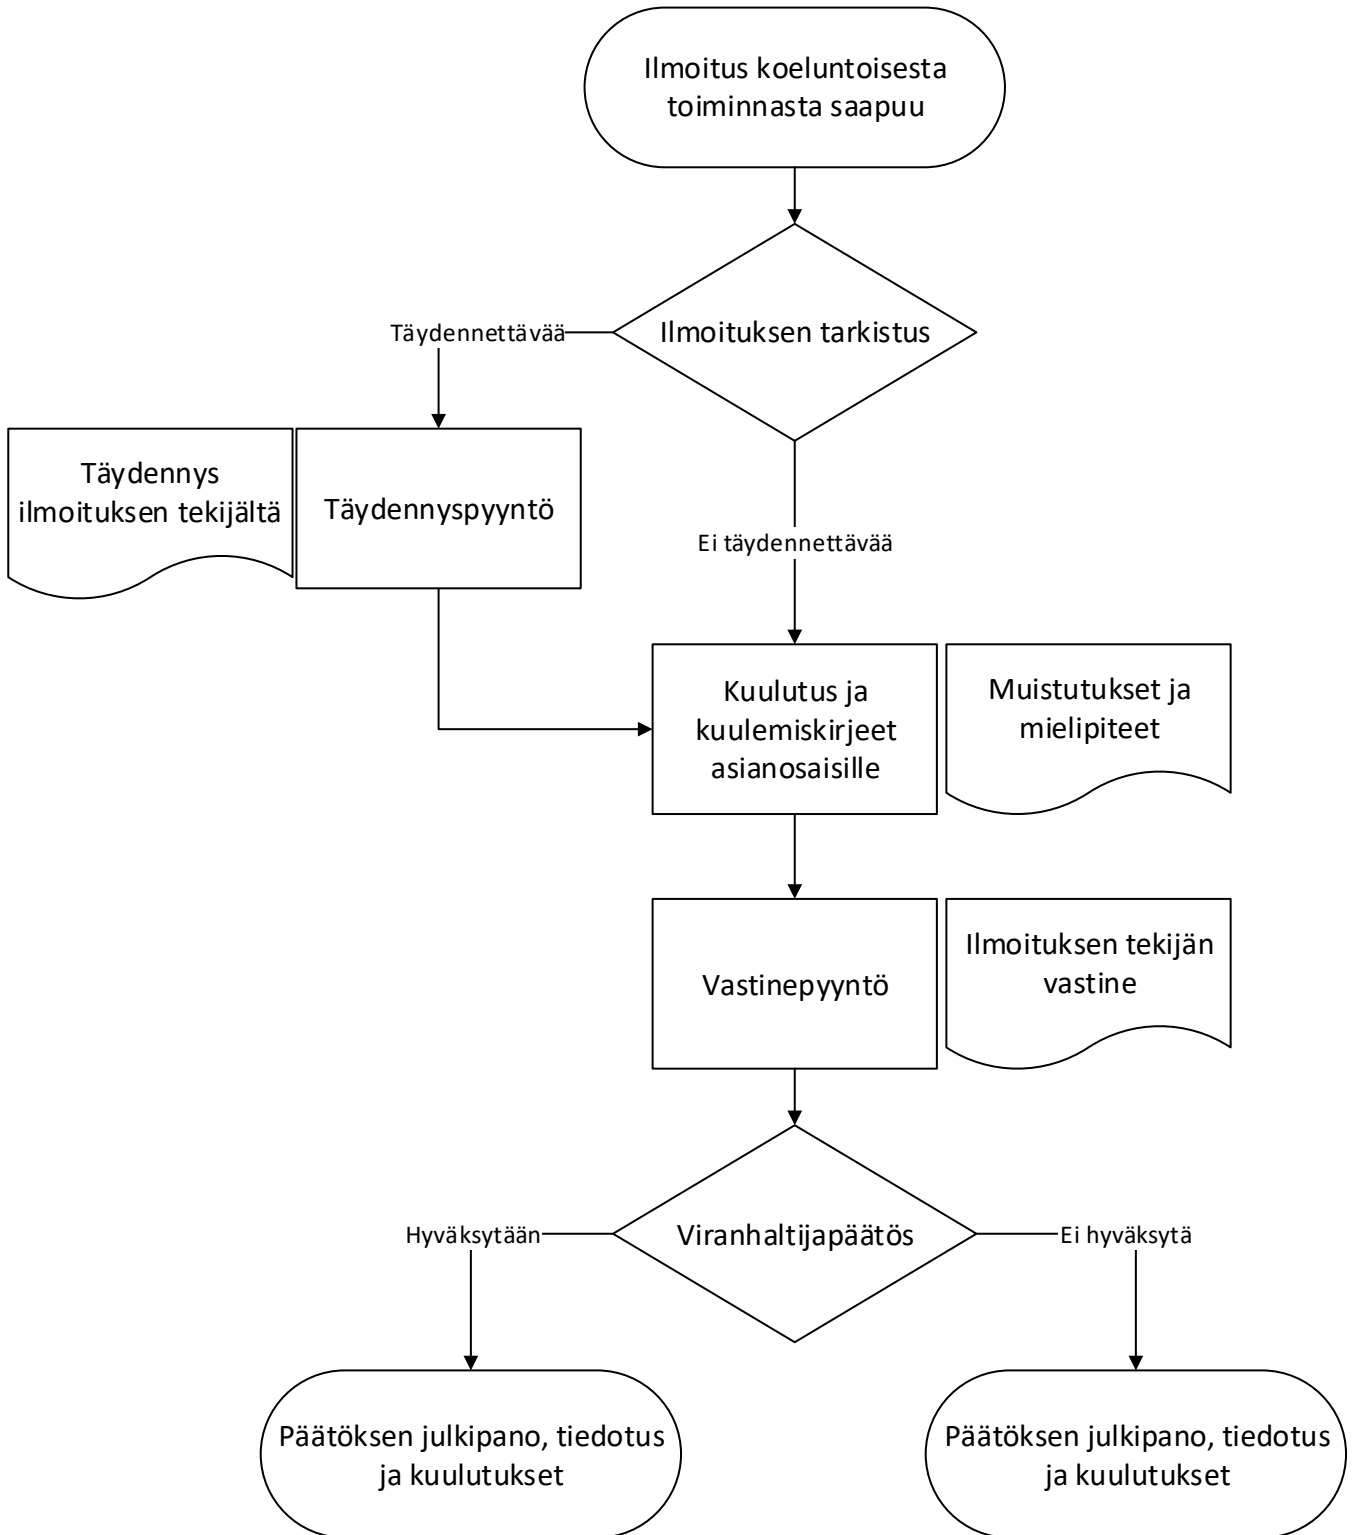 Ilmoitus koeluntoisesta
toiminnasta saapuu
Ilmoituksen tarkistus
Täydennettävää
Täydennys
ilmoituksen tekijältä
Täydennyspyyntö
Ei täydennettävää
Kuulutus ja
kuulemiskirjeet
asianosaisille
Muistutukset ja
mielipiteet
Vastinepyyntö
Ilmoituksen tekijän
vastine
Viranhaltijapäätös
Hyväksytään
Ei hyväksytä
Päätöksen julkipano, tiedotus
ja kuulutukset
Päätöksen julkipano, tiedotus
ja kuulutukset